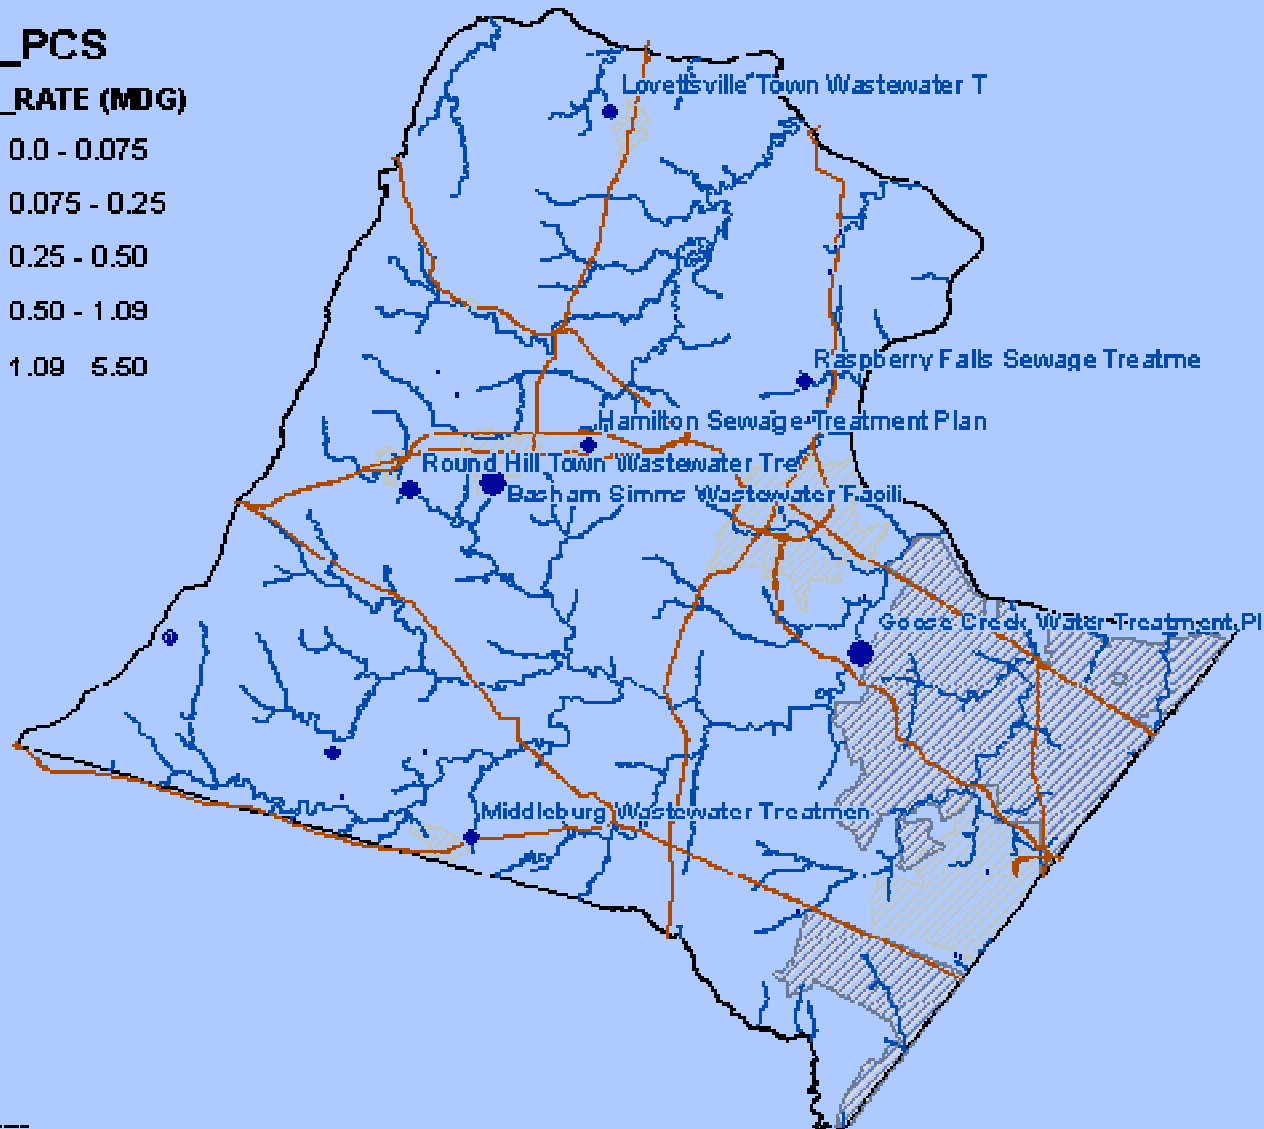 _PCS
_RATE (MDG)
0.0 - 0.075
0.075 - 0.25
0.25 - 0.50
0.50 - 1.09
1.09 5.50
Lovettsville Town Wastewater T
Raspberry Falls Sewage Treatme
Hamilton Sewage Treatment Plan
Round Hill Town Wastewater Tre
Basham Simms Wastewater Facili
Goose Creek Water Treatment Pl
Middleburg Wastewater Treatmen